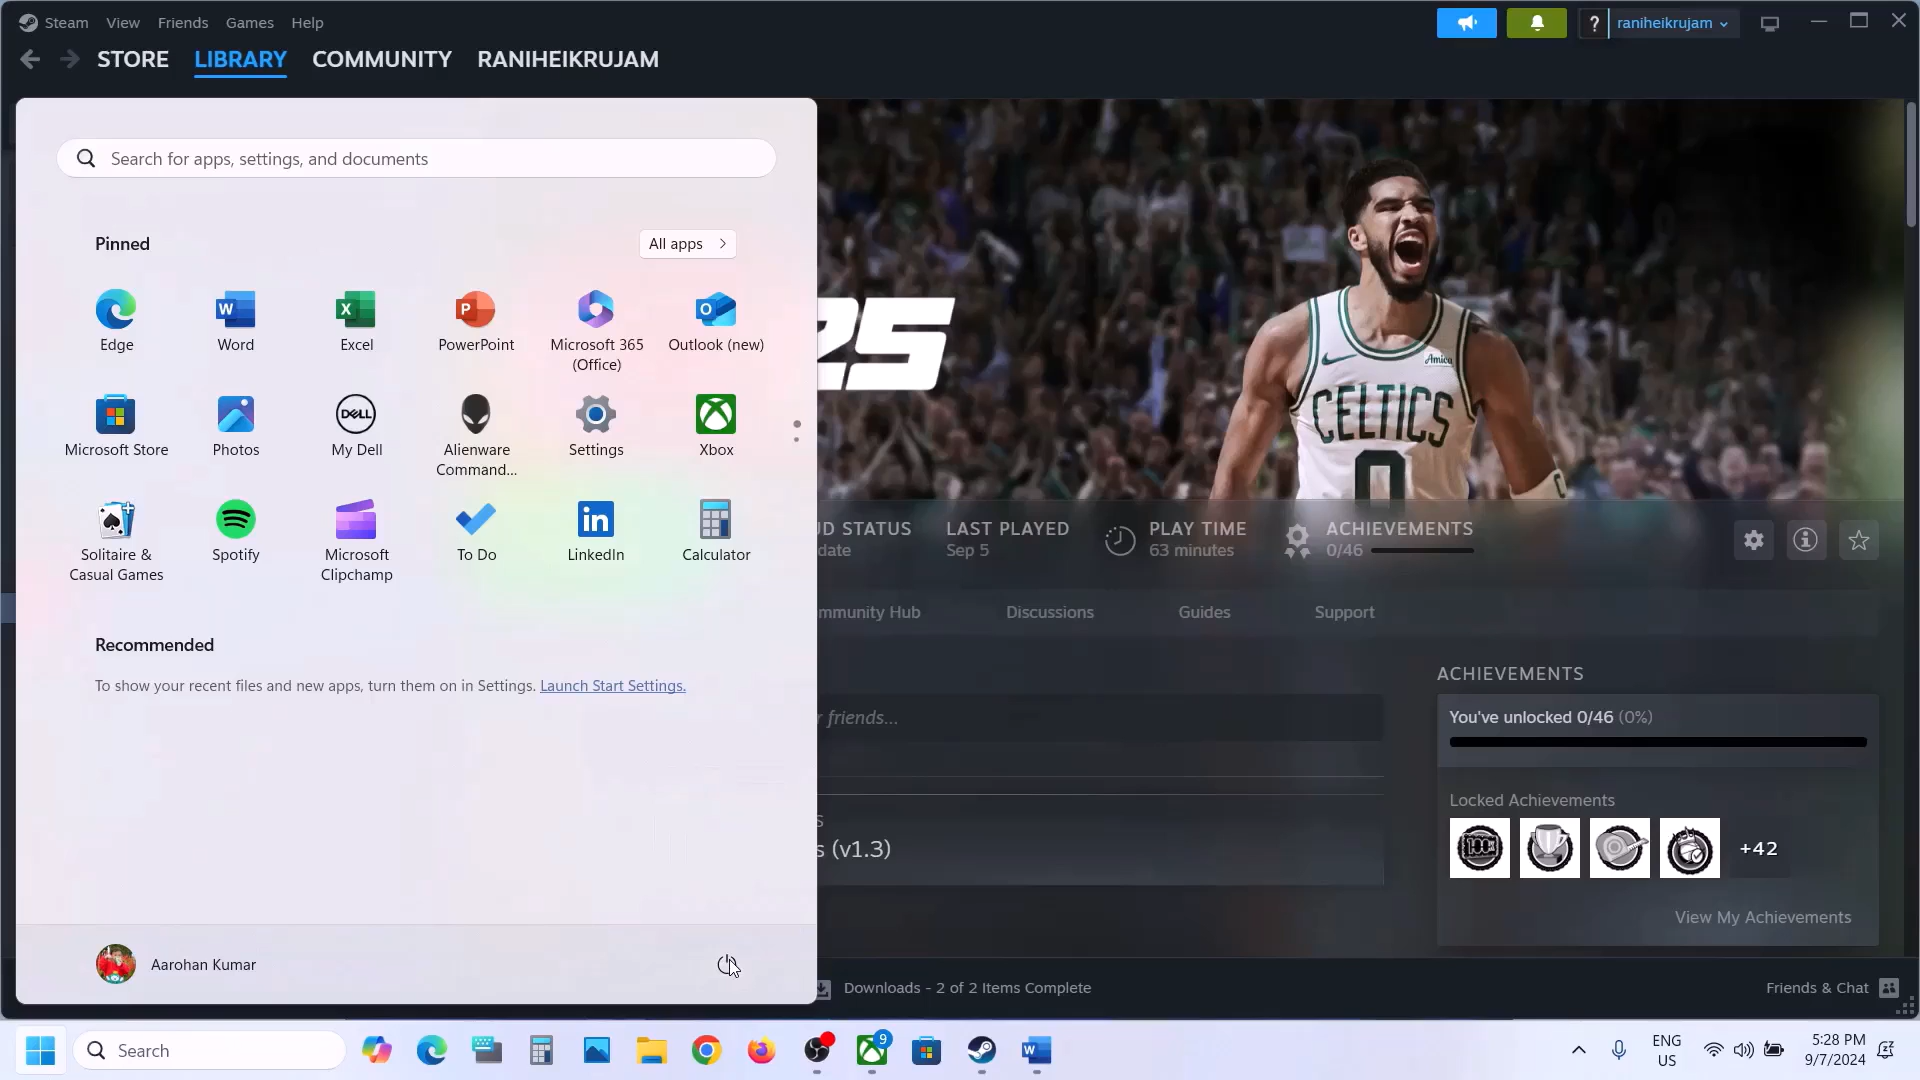 Steam View Friends Games Help
? raniheikrujam
STORE LIBRARY COMMUNITY RANIHEIKRUJAM
Search for apps, settings, and documents
Pinned
All apps
Edge
Word
Excel
PowerPoint
Microsoft 365
(Office)
Outlook (new)
Microsoft Store
Photos
DELL
My Dell
Alienware
Command...
Settings
Xbox
Solitaire &
Casual Games
Spotify
Microsoft
Clipchamp
To Do
LinkedIn
Calculator
Recommended
To show your recent files and new apps, turn them on in Settings. Launch Start Settings.
Aarohan Kumar
25
Amica
CELTICS
0
UD STATUS
date
LAST PLAYED
Sep 5
PLAY TIME
63 minutes
ACHIEVEMENTS
0/46
mmunity Hub
Discussions
Guides
Support
r friends...
s (v1.3)
ACHIEVEMENTS
You've unlocked 0/46 (0%)
Locked Achievements
+42
View My Achievements
Downloads - 2 of 2 Items Complete
Friends & Chat
Search
9
ENG
US
5:28 PM
9/7/2024